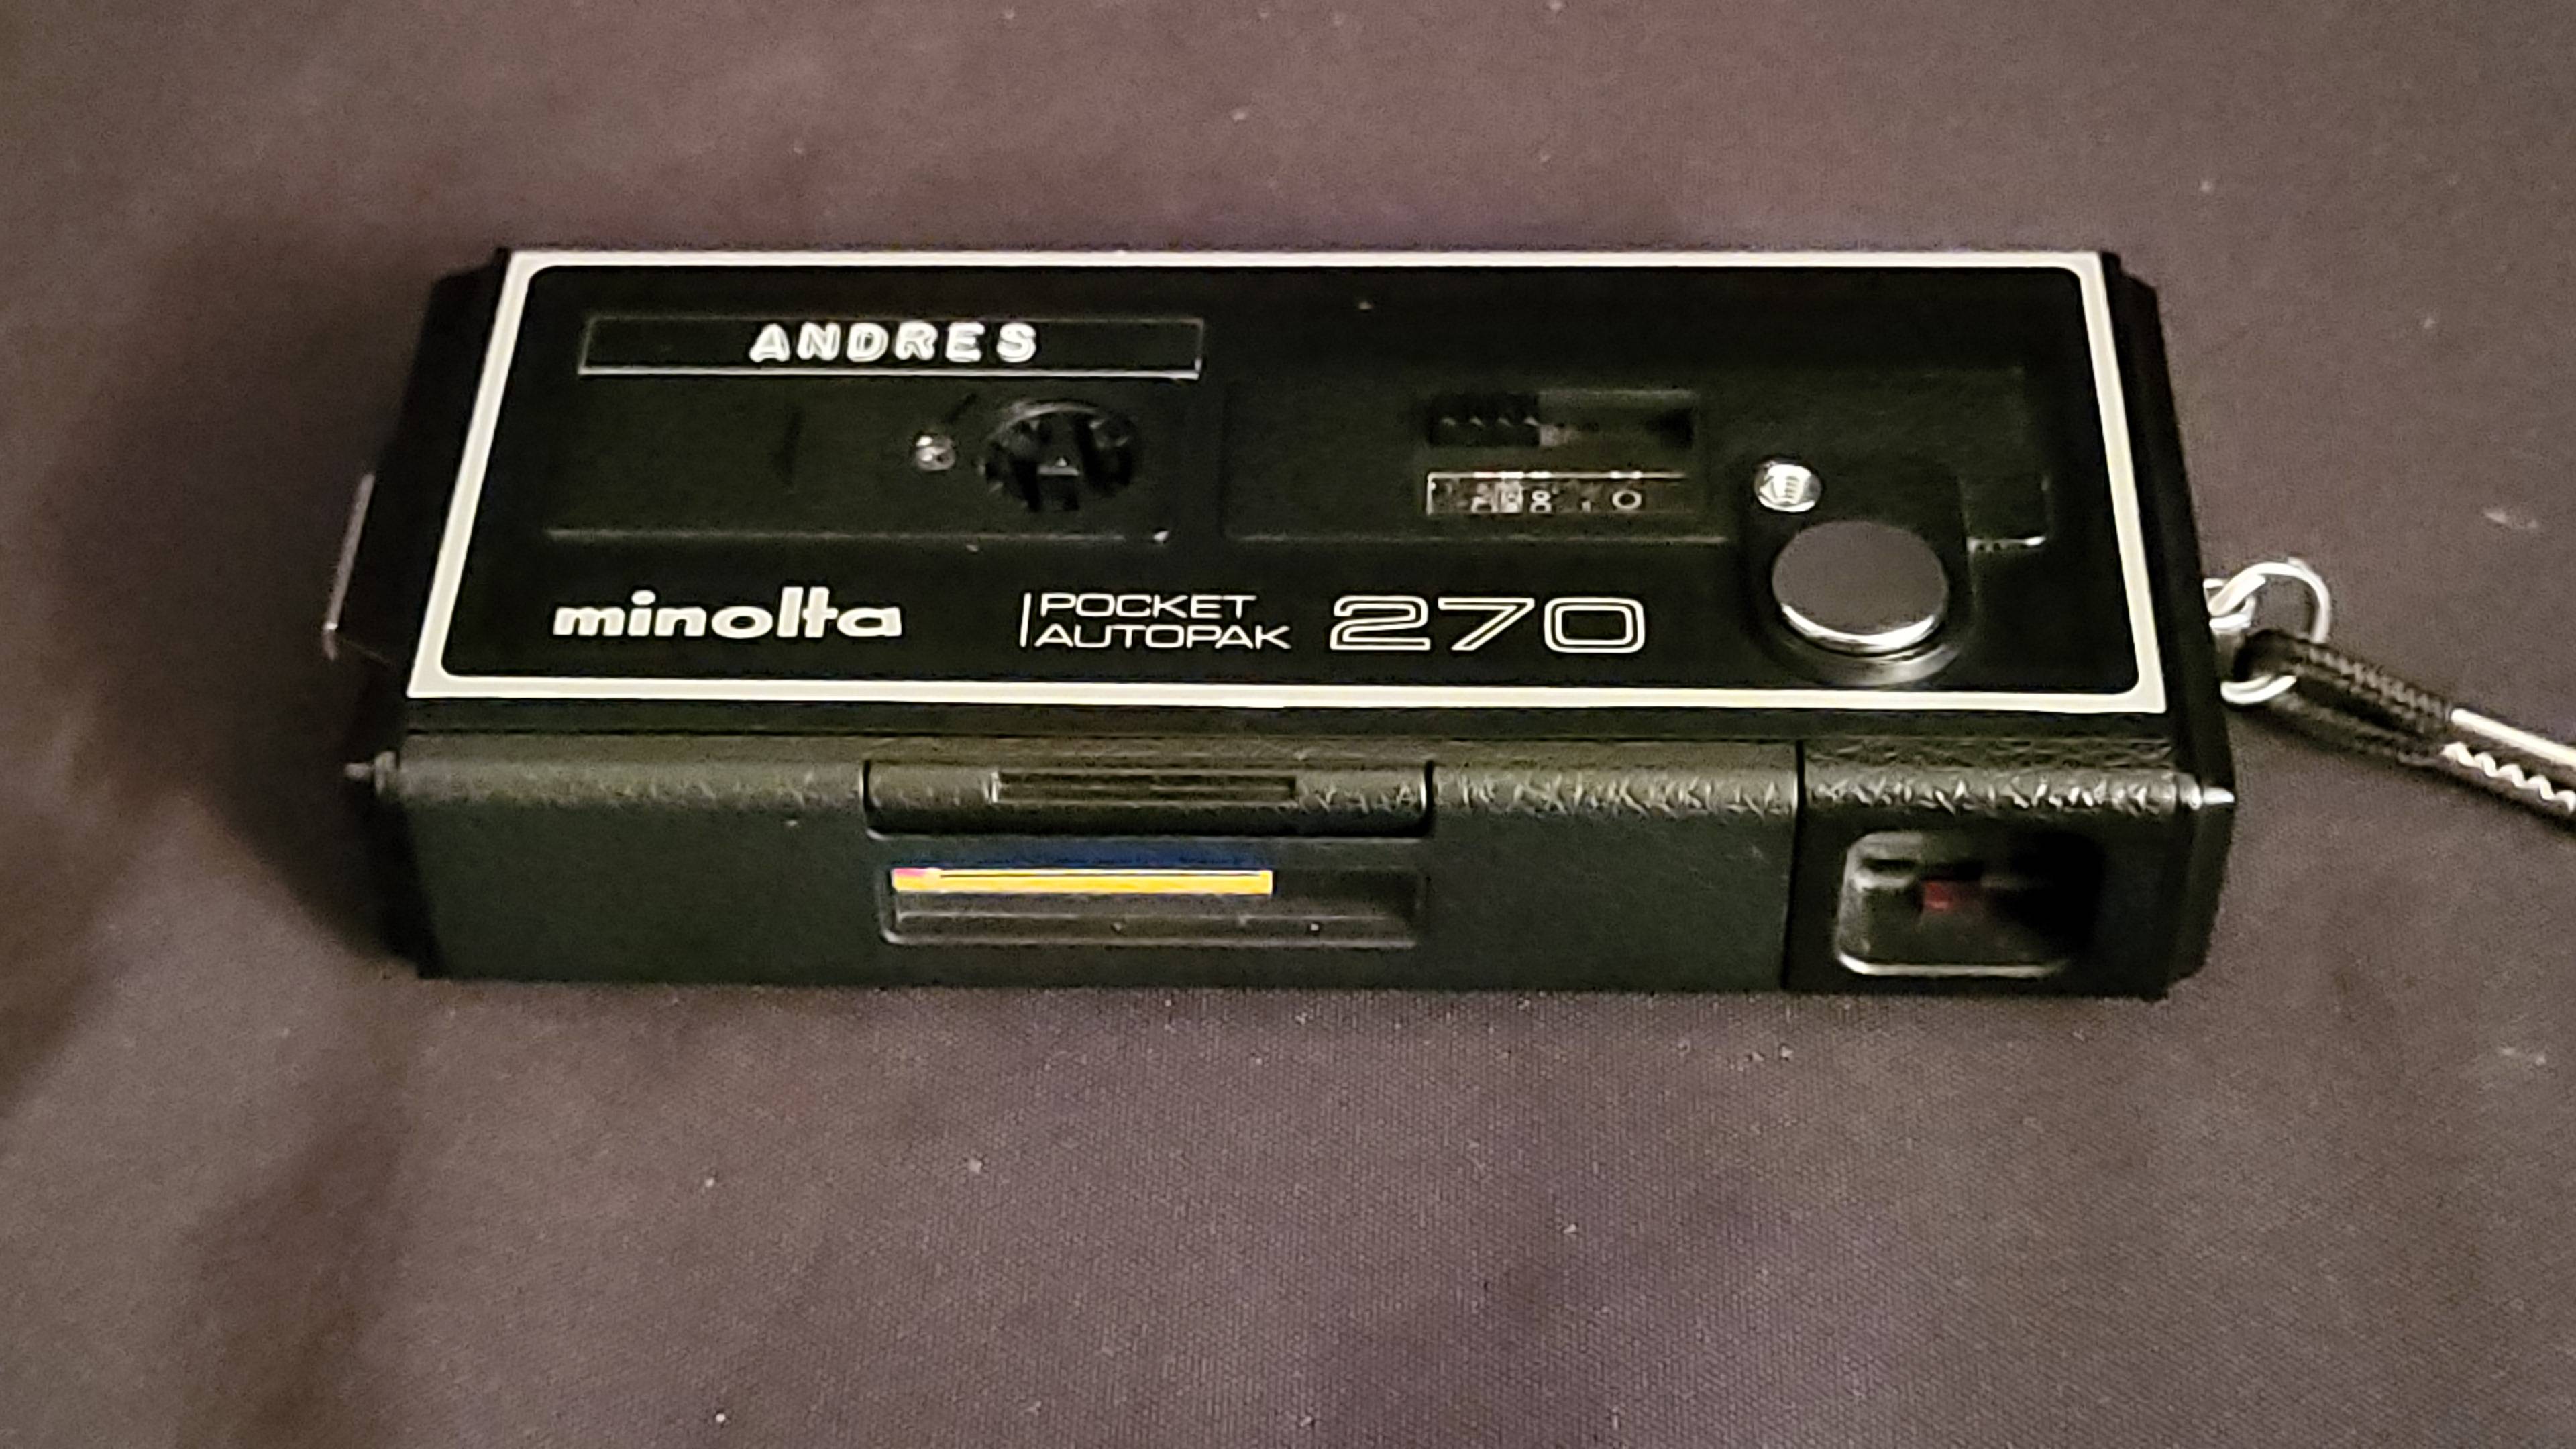 ANDRES
minolta
POCKET
AUTOPAK
270